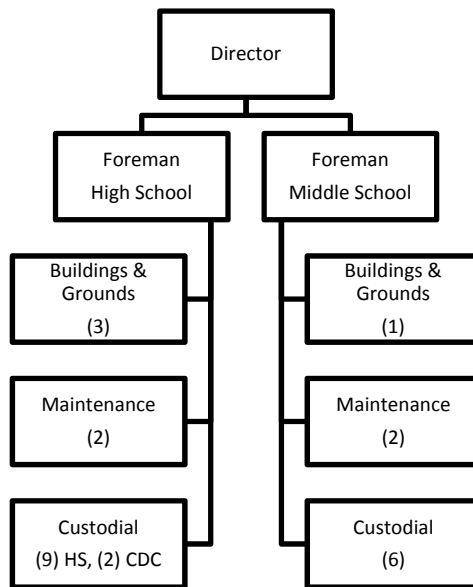 Director
Foreman
High School
Foreman
Middle School
Buildings &
Grounds
(3)
Buildings &
Grounds
(1)
Maintenance
(2)
Maintenance
(2)
Custodial
(9) HS, (2) CDC
Custodial
(6)